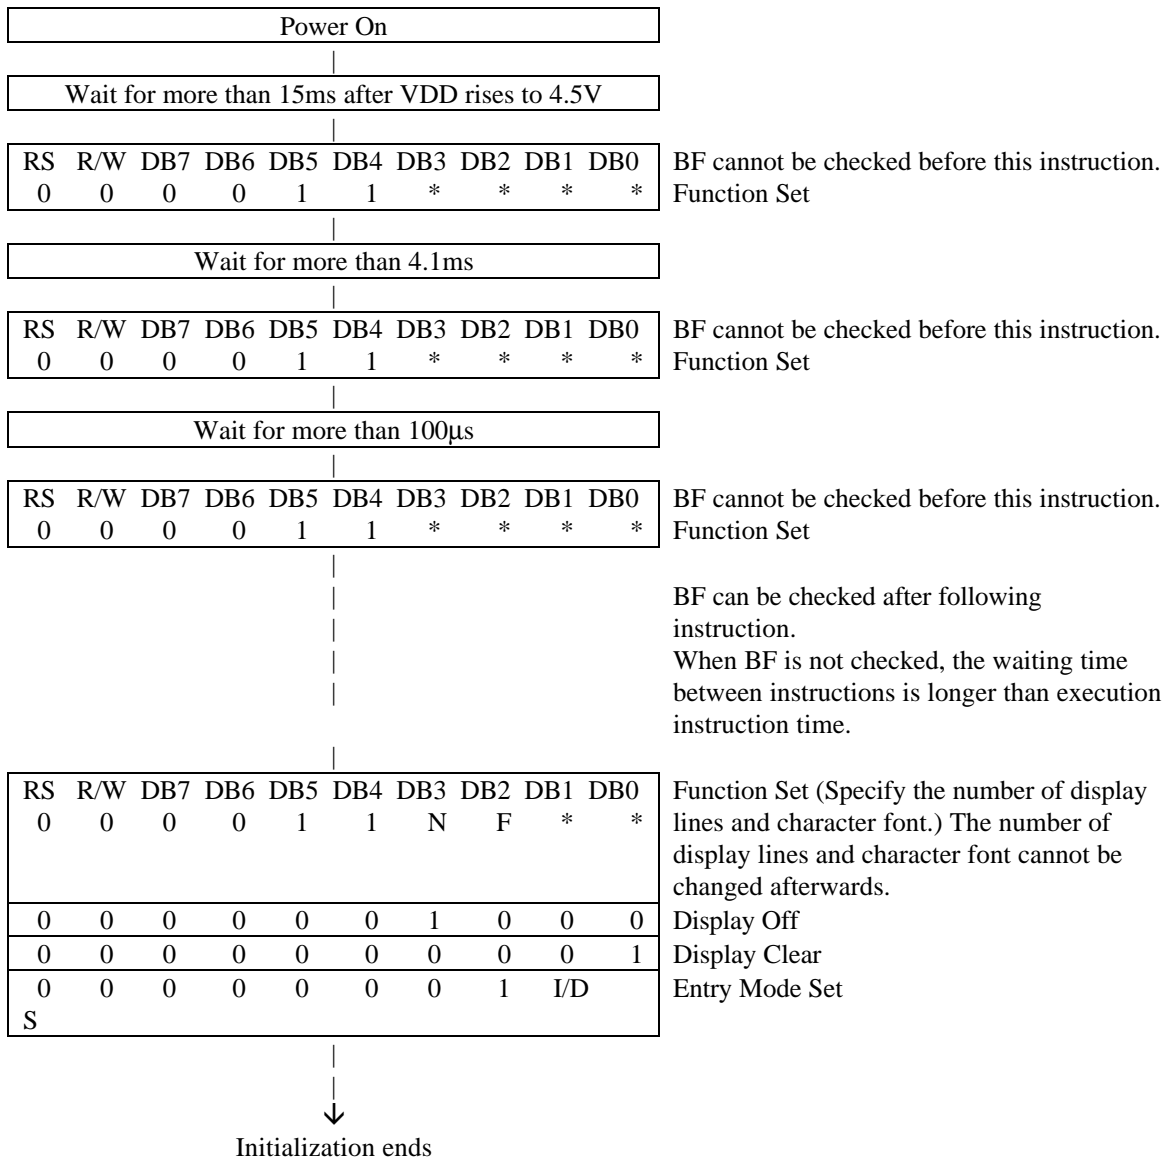 Power On
Wait for more than 15ms after VDD rises to 4.5V
RS R/W DB7 DB6 DB5 DB4 DB3 DB2 DB1 DB0 BF cannot be checked before this instruction.
0 0 0 0 1 1 * * * * Function Set
Wait for more than 4.1ms
RS R/W DB7 DB6 DB5 DB4 DB3 DB2 DB1 DB0 BF cannot be checked before this instruction.
0 0 0 0 1 1 * * * * Function Set
Wait for more than 100µs
RS R/W DB7 DB6 DB5 DB4 DB3 DB2 DB1 DB0 BF cannot be checked before this instruction.
0 0 0 0 1 1 * * * * Function Set
BF can be checked after following
instruction.
When BF is not checked, the waiting time
between instructions is longer than execution
instruction time.
RS R/W DB7 DB6 DB5 DB4 DB3 DB2 DB1 DB0 Function Set (Specify the number of display
0 0 0 0 1 1 N F * * lines and character font.) The number of
display lines and character font cannot be
changed afterwards.
0 0 0 0 0 0 1 0 0 0 Display Off
0 0 0 0 0 0 0 0 0 1 Display Clear
0 0 0 0 0 0 0 1 I/D Entry Mode Set
S
Initialization ends